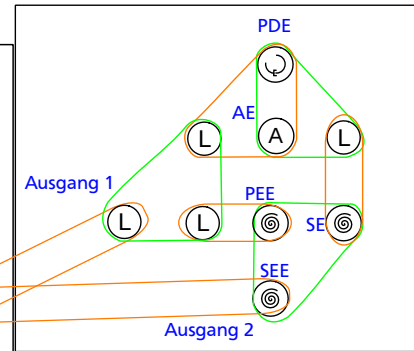 PDE
AE
L A L
Ausgang 1 PEE
L L SE
SEE
Ausgang 2